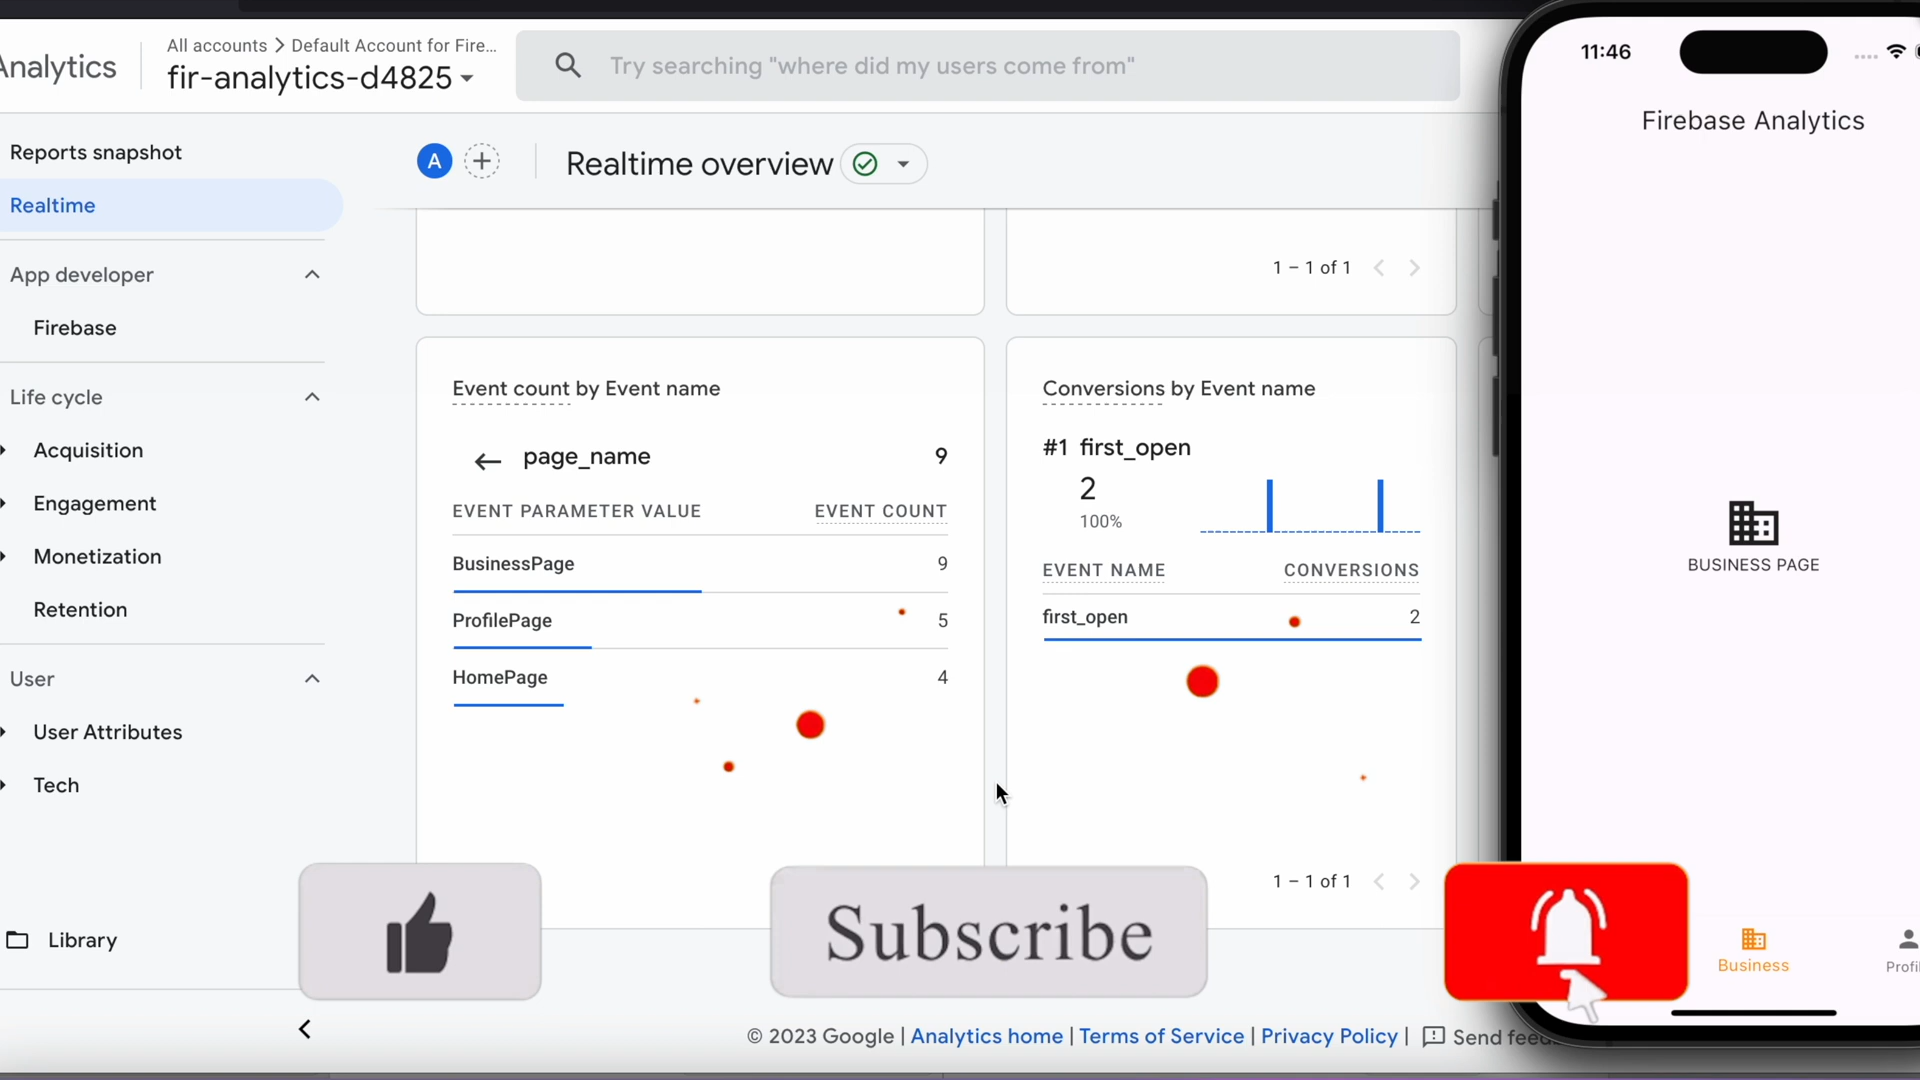 Analytics
All accounts > Default Account for Fire...
fir-analytics-d4825
Try searching "where did my users come from"
11:46
Firebase Analytics
Reports snapshot
Realtime
App developer
Firebase
Life cycle
Acquisition
Engagement
Monetization
Retention
User
User Attributes
Tech
Library
A
Realtime overview
1 – 1 of 1
Event count by Event name
page_name 9
EVENT PARAMETER VALUE EVENT COUNT
BusinessPage 9
ProfilePage 5
HomePage 4
Conversions by Event name
#1 first_open
2
100%
EVENT NAME CONVERSIONS
first_open 2
1 – 1 of 1
BUSINESS PAGE
Subscribe
Business
Profil
© 2023 Google | Analytics home | Terms of Service | Privacy Policy |
Send feed